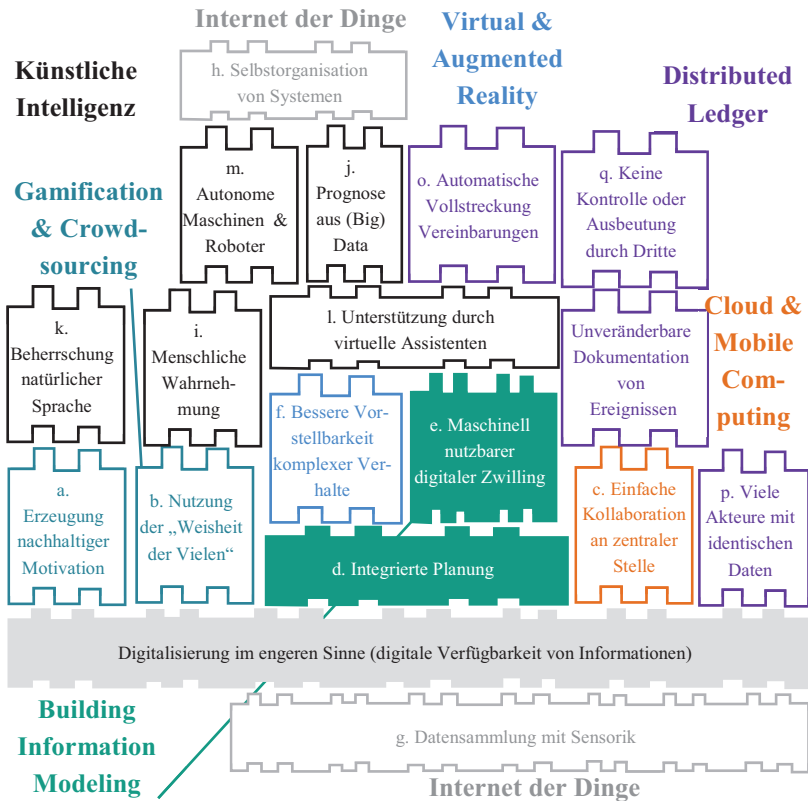 Internet der Dinge
h. Selbstorganisation
von Systemen
Virtual &
Augmented
Reality
Künstliche
Intelligenz
Distributed
Ledger
m.
Autonome
Maschinen &
Roboter
j.
Prognose
aus (Big)
Data
o. Automatische
Vollstreckung
Vereinbarungen
q. Keine
Kontrolle oder
Ausbeutung
durch Dritte
Gamification
& Crowd-
sourcing
k.
Beherrschung
natürlicher
Sprache
i.
Menschliche
Wahrneh-
mung
l. Unterstützung durch
virtuelle Assistenten
Unveränderbare
Dokumentation
von
Ereignissen
Cloud &
Mobile
Com-
puting
f. Bessere Vor-
stellbarkeit
komplexer Ver-
halte
e. Maschinell
nutzbarer
digitaler Zwilling
a.
Erzeugung
nachhaltiger
Motivation
b. Nutzung
der „Weisheit
der Vielen“
c. Einfache
Kollaboration
an zentraler
Stelle
p. Viele
Akteure mit
identischen
Daten
d. Integrierte Planung
Digitalisierung im engeren Sinne (digitale Verfügbarkeit von Informationen)
Building
Information
Modeling
g. Datensammlung mit Sensorik
Internet der Dinge